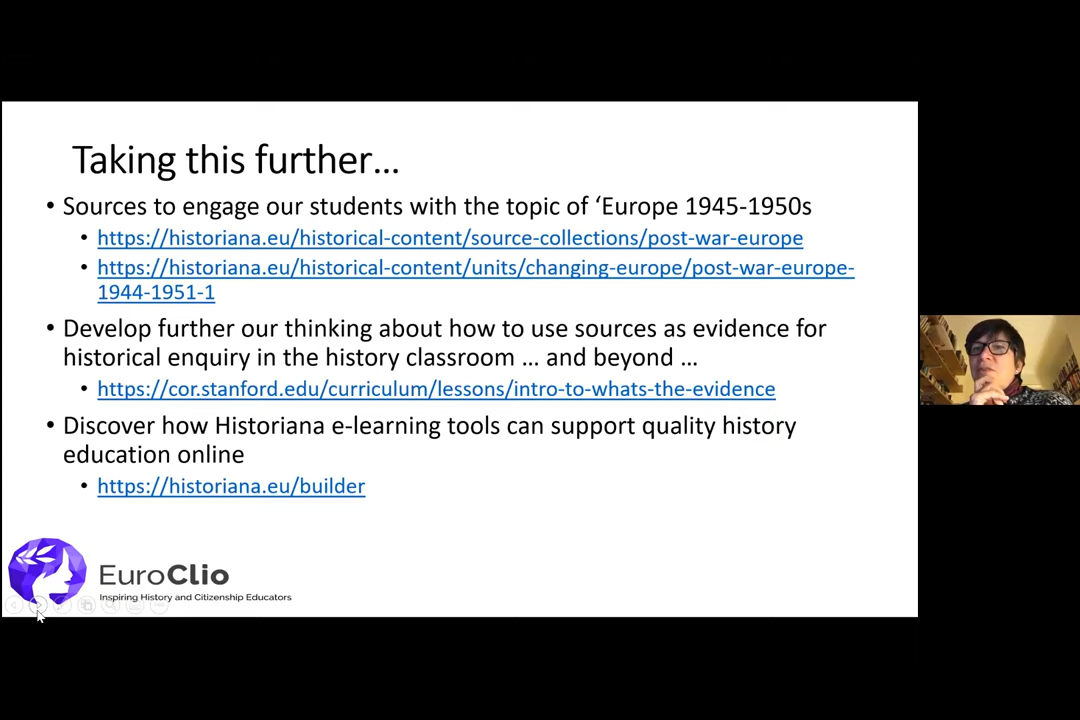 Taking this further…
• Sources to engage our students with the topic of ‘Europe 1945-1950s
• https://historiana.eu/historical-content/source-collections/post-war-europe
• https://historiana.eu/historical-content/units/changing-europe/post-war-europe-
1944-1951-1
• Develop further our thinking about how to use sources as evidence for
historical enquiry in the history classroom … and beyond …
• https://cor.stanford.edu/curriculum/lessons/intro-to-whats-the-evidence
• Discover how Historiana e-learning tools can support quality history
education online
• https://historiana.eu/builder
EuroClio
Inspiring History and Citizenship Educators